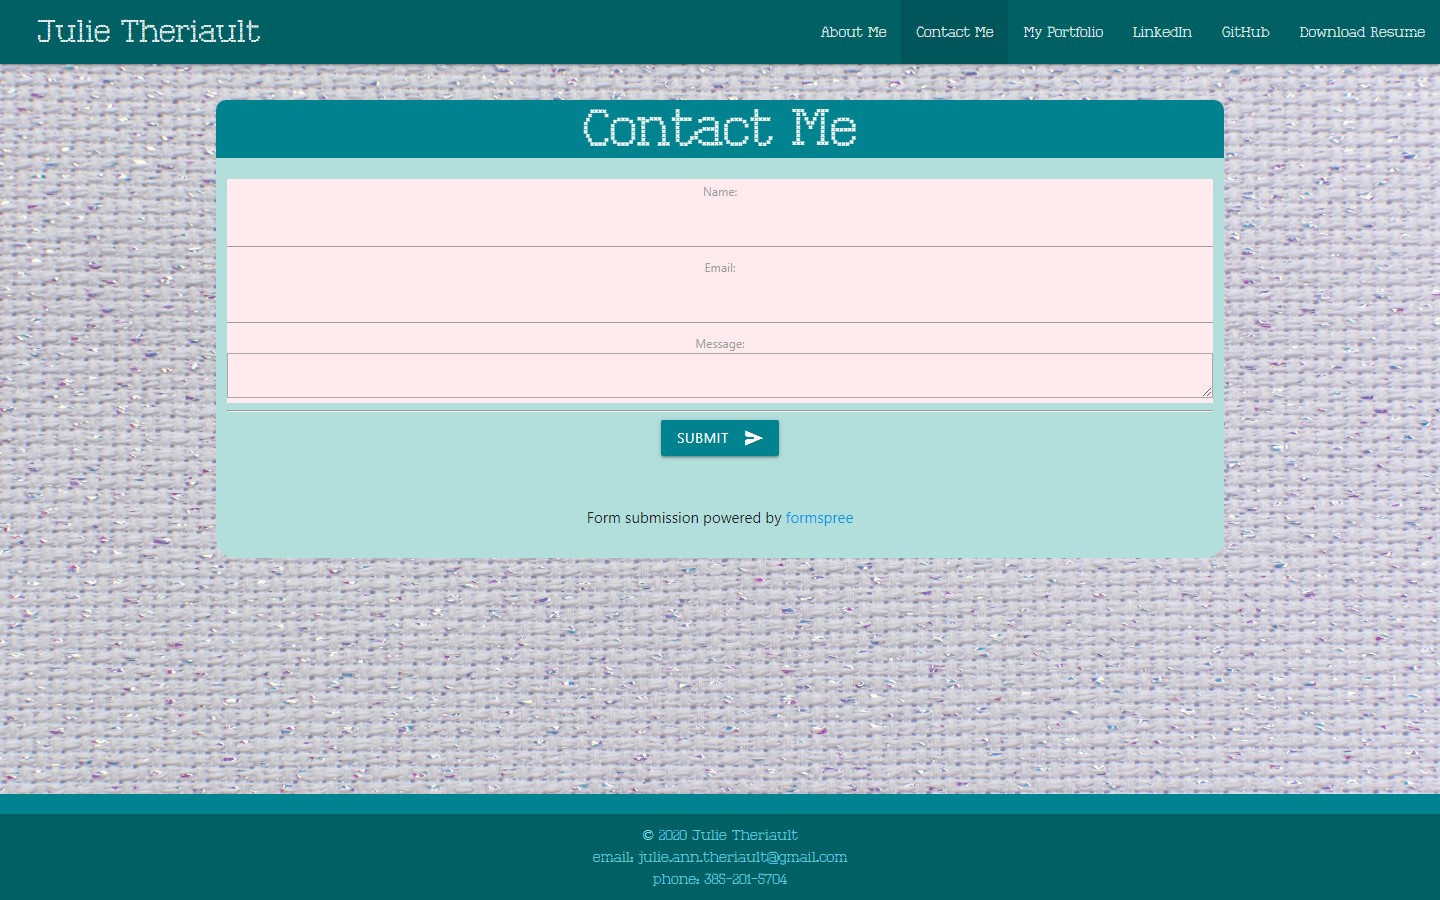 Julie Theriault
About Me
Contact Me
My Portfolio
LinkedIn
GitHub
Download Resume
Contact Me
Name:
Email:
Message:
SUBMIT
Form submission powered by formspree
© 2020 Julie Theriault
email: julie.ann.theriault@gmail.com
phone: 385-201-5704